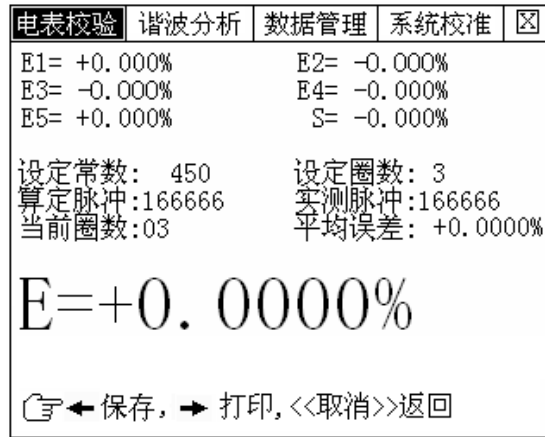 电表校验 谐波分析 数据管理 系统校准
E1= +0.000% E2= -0.000%
E3= -0.000% E4= -0.000%
E5= +0.000% S= -0.000%
设定常数: 450 设定圈数: 3
算定脉冲:166666 实测脉冲:166666
当前圈数:03 平均误差: +0.0000%
E=+0.0000%
保存, 打印,<<取消>>返回